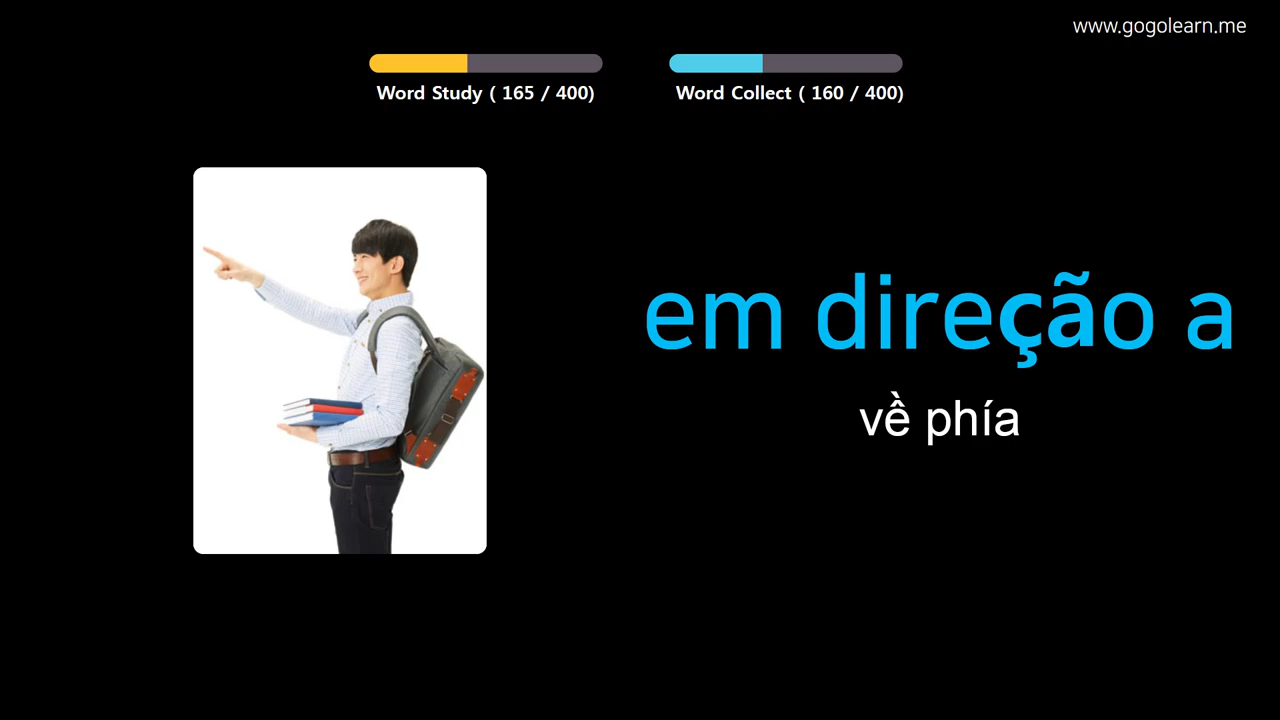 www.gogolearn.me
Word Study ( 165 / 400)
Word Collect ( 160 / 400)
em direção a
về phía